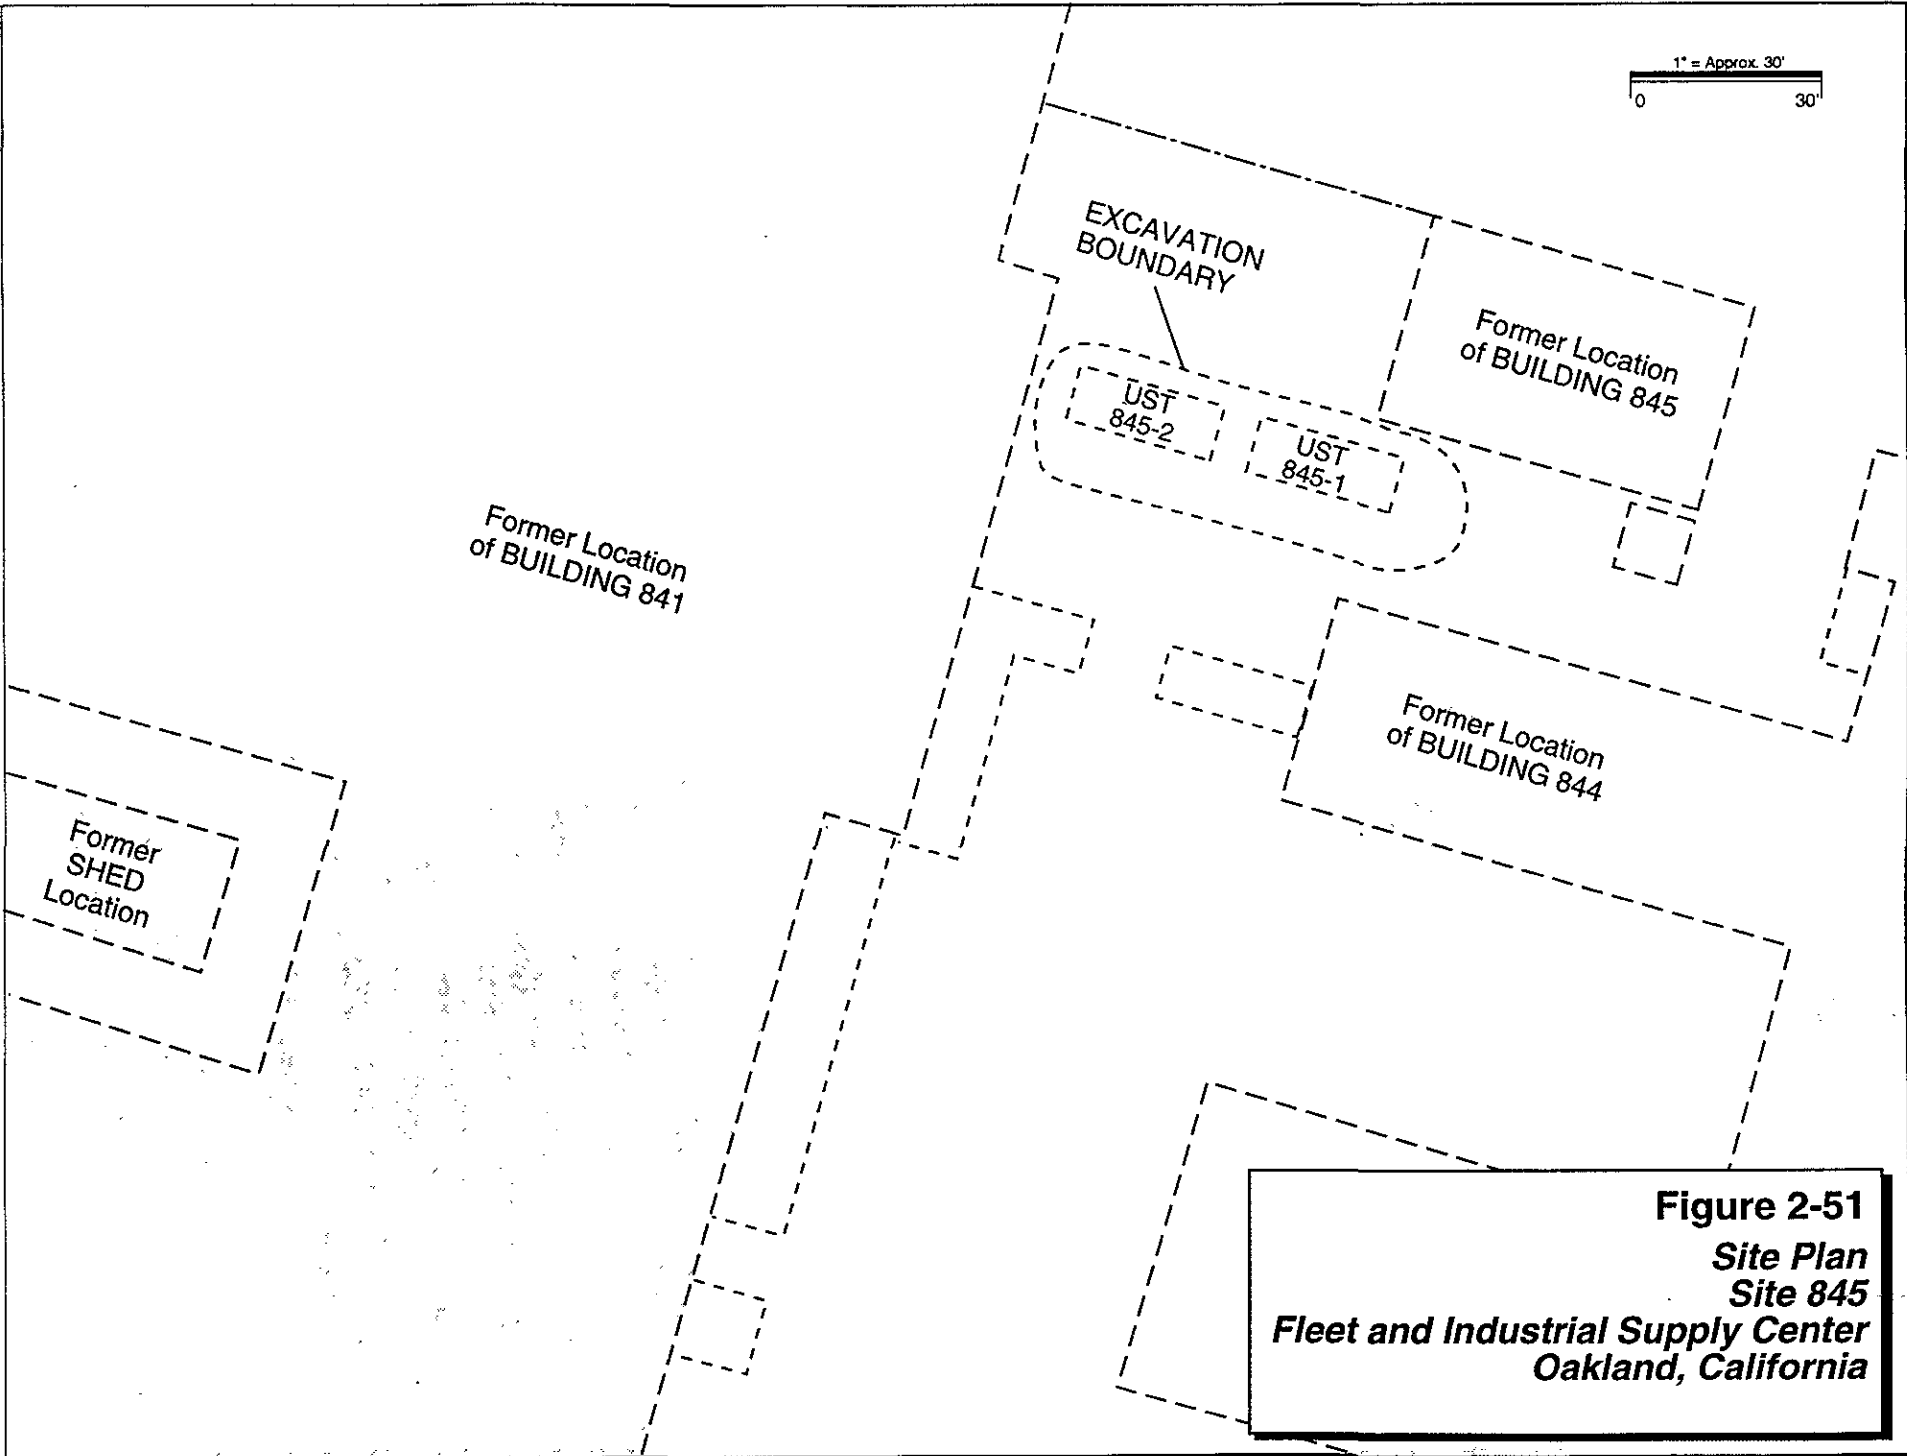 1" = Approx. 30'
0 30'
EXCAVATION
BOUNDARY
Former Location
of BUILDING 845
UST
845-2
UST
845-1
Former Location
of BUILDING 841
Former Location
of BUILDING 844
Former
SHED
Location
Figure 2-51
Site Plan
Site 845
Fleet and Industrial Supply Center
Oakland, California